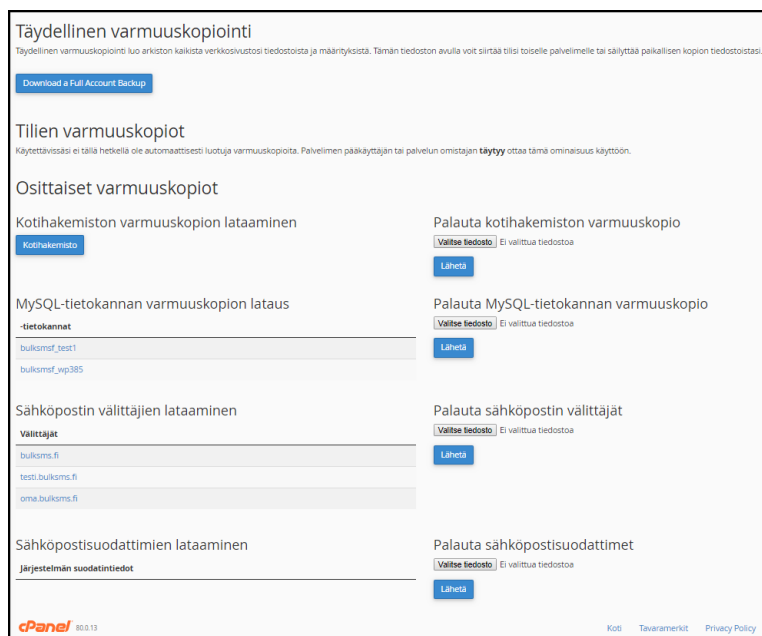 Täydellinen varmuuskopiointi
Täydellinen varmuuskopiointi luo arkiston kaikista verkkosivustosi tiedostoista ja määrityksistä. Tämän tiedoston avulla voit siirtää tilisi toiselle palvelimelle tai säilyttää paikallisen kopion tiedostoistasi.
Download a Full Account Backup
Tilien varmuuskopiot
Käytettävissäsi ei tällä hetkellä ole automaattisesti luotuja varmuuskopioita. Palvelimen pääkäyttäjän tai palvelun omistajan täytyy ottaa tämä ominaisuus käyttöön.
Osittaiset varmuuskopiot
Kotihakemiston varmuuskopion lataaminen
Kotihakemisto
Palauta kotihakemiston varmuuskopio
Valitse tiedosto Ei valittua tiedostoa
Lähetä
MySQL-tietokannan varmuuskopion lataus
-tietokannat
bulksmsf_test1
bulksmsf_wp385
Palauta MySQL-tietokannan varmuuskopio
Valitse tiedosto Ei valittua tiedostoa
Lähetä
Sähköpostin välittäjien lataaminen
Välittäjät
bulksms.fi
testi.bulksms.fi
oma.bulksms.fi
Palauta sähköpostin välittäjät
Valitse tiedosto Ei valittua tiedostoa
Lähetä
Sähköpostisuodattimien lataaminen
Järjestelmän suodatintiedot
Palauta sähköpostisuodattimet
Valitse tiedosto Ei valittua tiedostoa
Lähetä
cPanel 80.0.13
Koti Tavaramerkit Privacy Policy